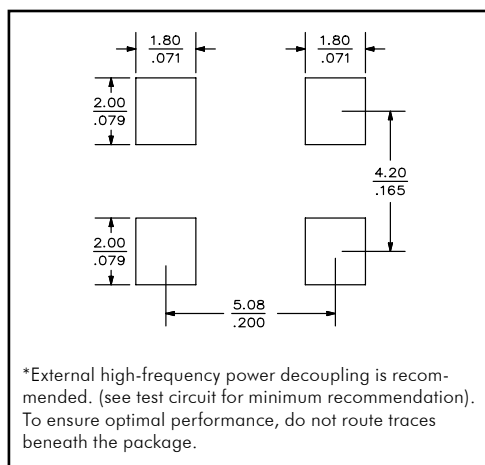 1.80 1.80
.071 .071
2.00
.079
4.20
.165
2.00
.079
5.08
.200
*External high-frequency power decoupling is recom-
mended. (see test circuit for minimum recommendation).
To ensure optimal performance, do not route traces
beneath the package.